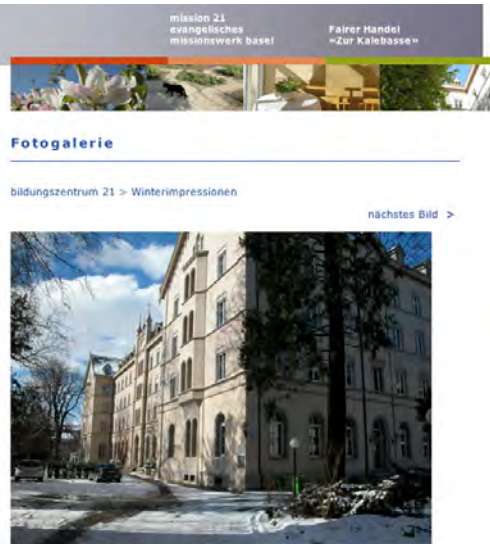 mission 21
evangelisches
missionswerk basel
Fairer Handel
«Zur Kalebasse»
Fotogalerie
bildungszentrum 21 > Winterimpressionen
nächstes Bild >